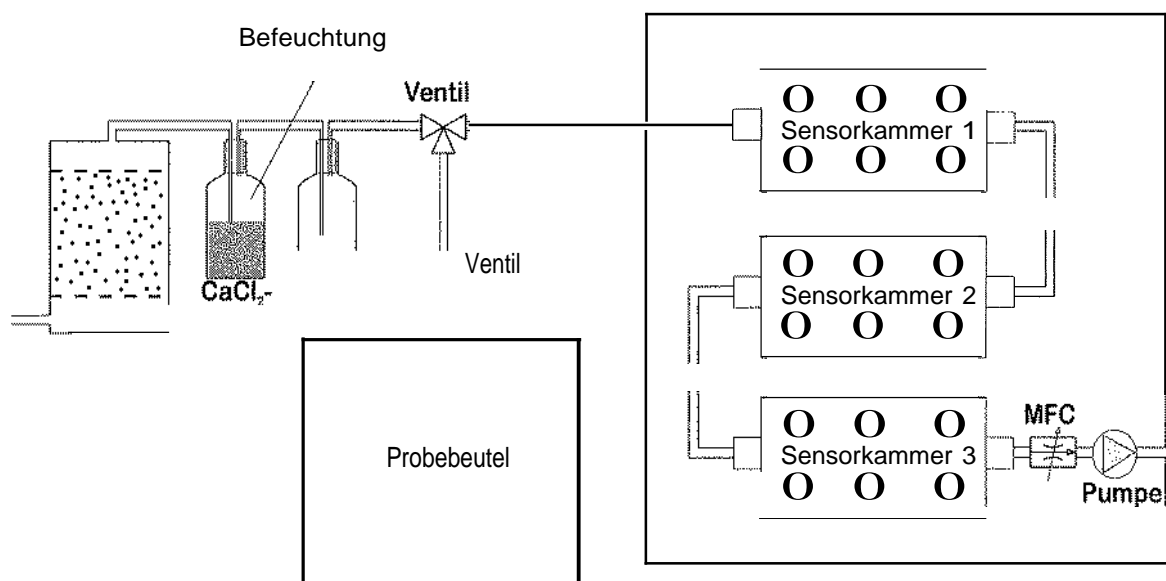 Befeuchtung
Ventil
O O O
Sensorkammer 1
O O O
Ventil
CaCl₂-
O O O
Sensorkammer 2
O O O
Probebeutel
O O O
Sensorkammer 3
O O O
MFC
Pumpe